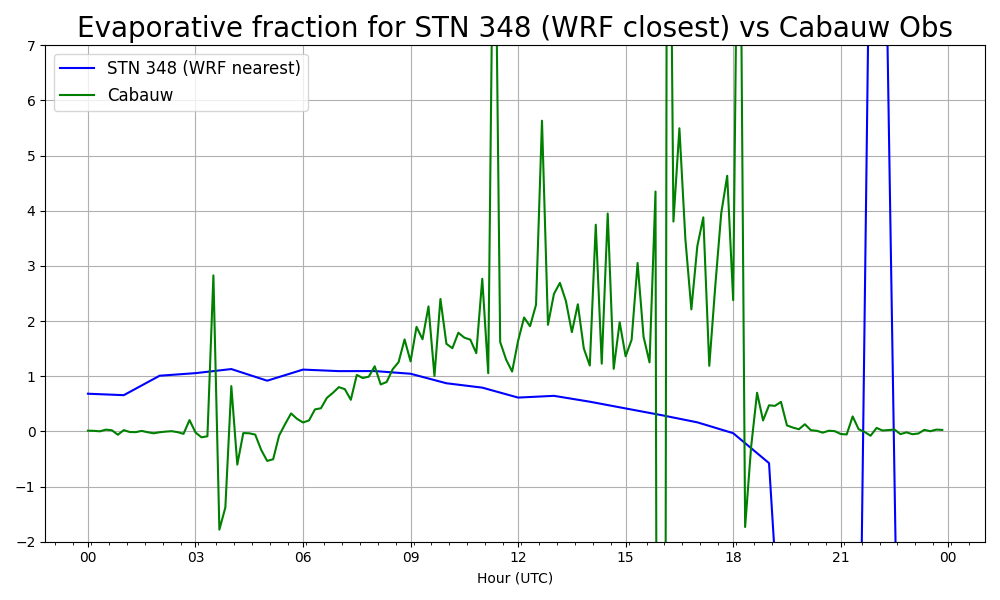 Evaporative fraction for STN 348 (WRF closest) vs Cabauw Obs
STN 348 (WRF nearest)
Cabauw
7
6
5
4
3
2
1
0
−1
−2
00 03 06 09 12 15 18 21 00
Hour (UTC)